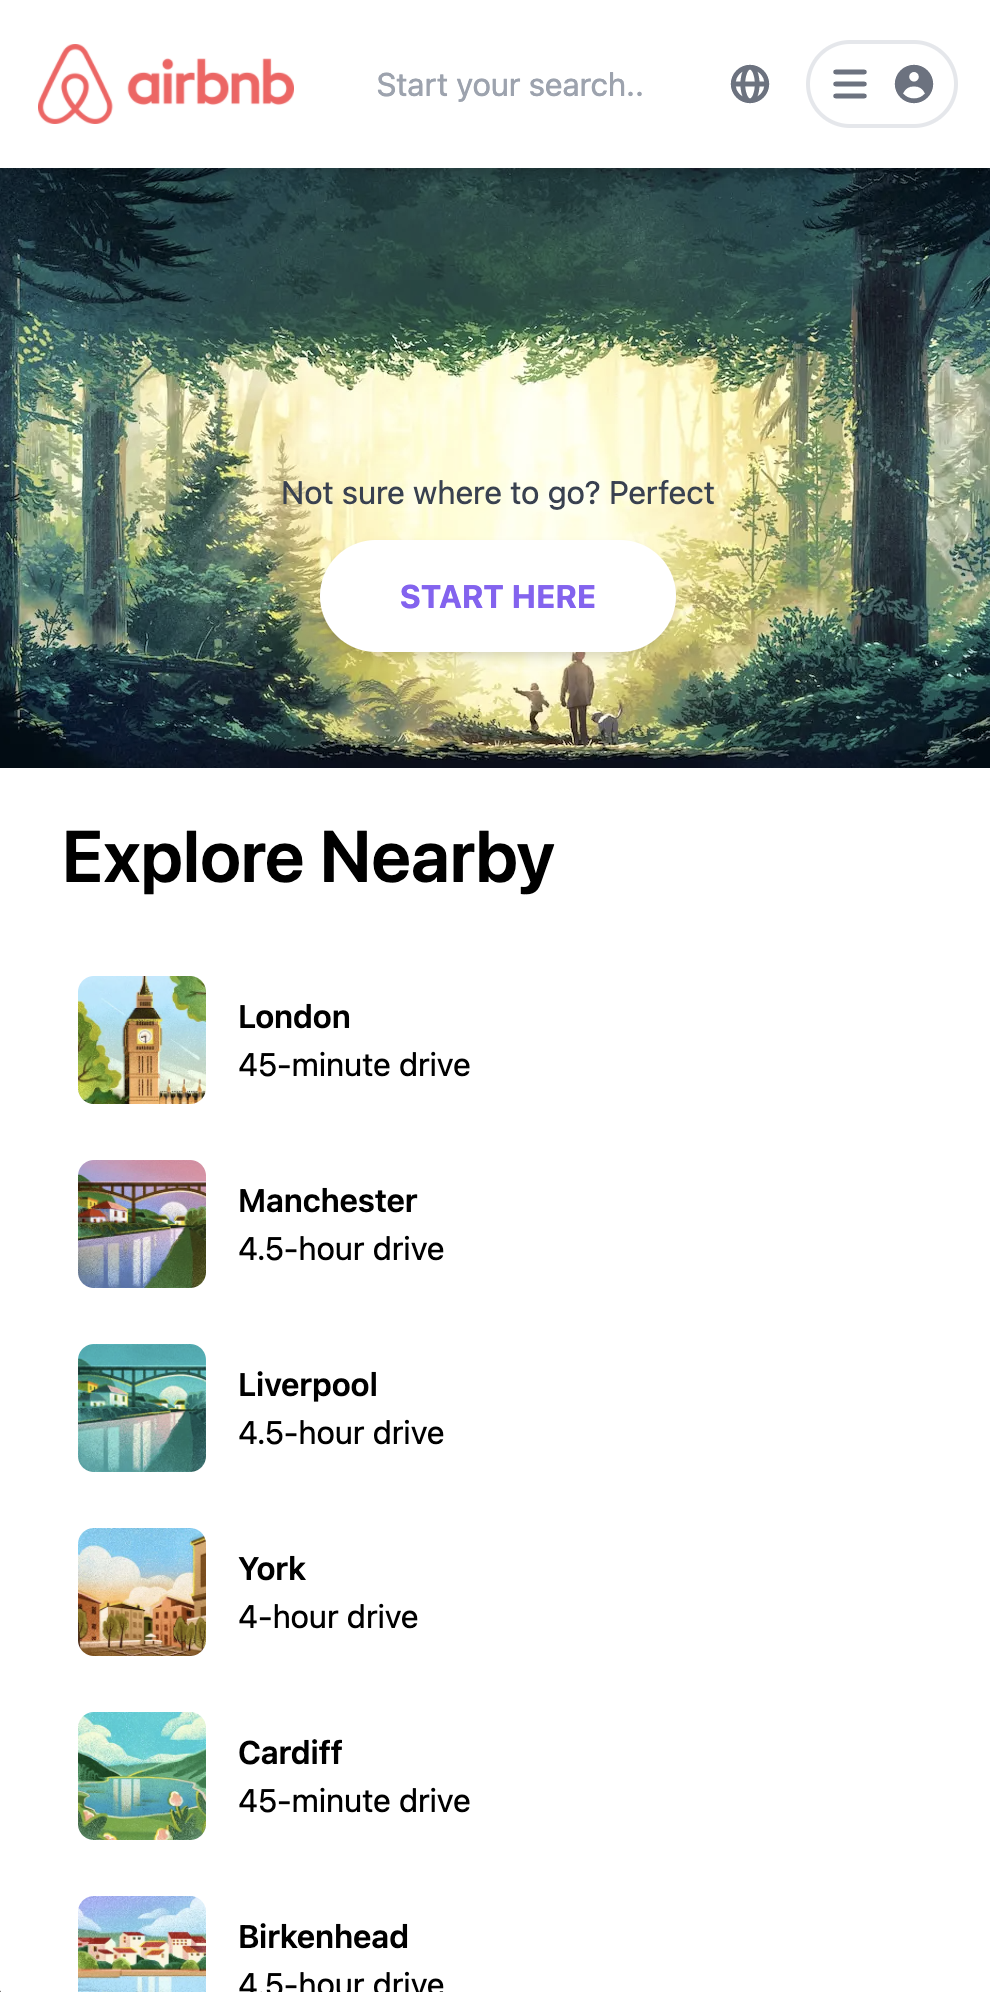 airbnb
Start your search..
Not sure where to go? Perfect
START HERE
Explore Nearby
London
45-minute drive
Manchester
4.5-hour drive
Liverpool
4.5-hour drive
York
4-hour drive
Cardiff
45-minute drive
Birkenhead
4.5-hour drive